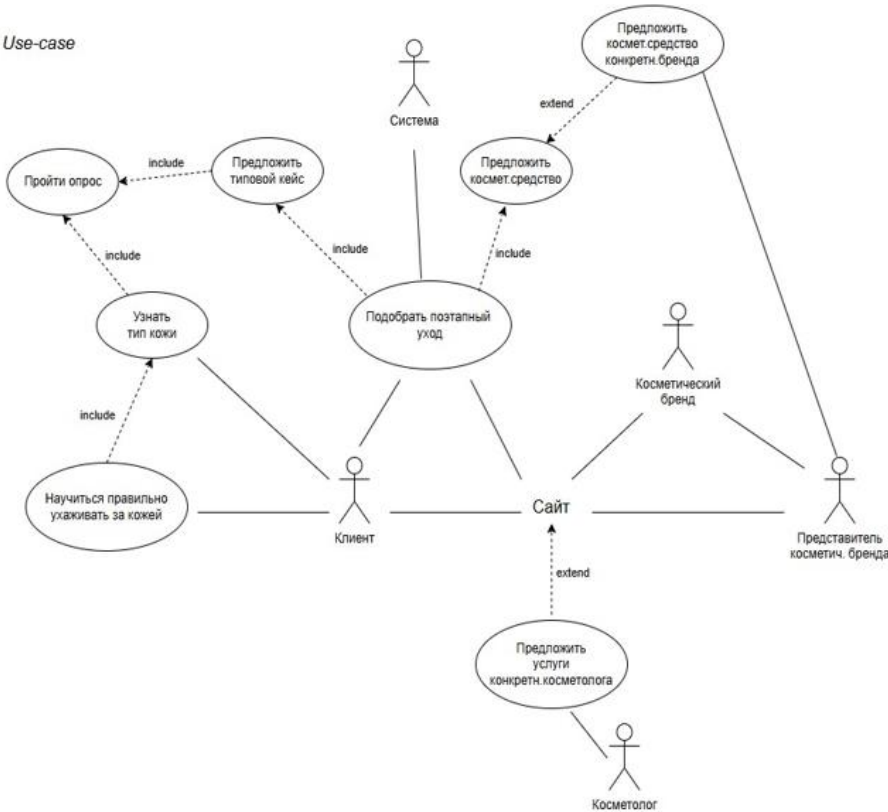 Use-case
Предложить
космет.средство
конкретн.бренда
Система
extend
Пройти опрос
include
Предложить
типовой кейс
Предложить
космет.средство
include
include
include
Узнать
тип кожи
Подобрать поэтапный
уход
Косметический
бренд
include
Научиться правильно
ухаживать за кожей
Клиент
Сайт
Представитель
косметич. бренда
extend
Предложить
услуги
конкретн.косметолога
Косметолог